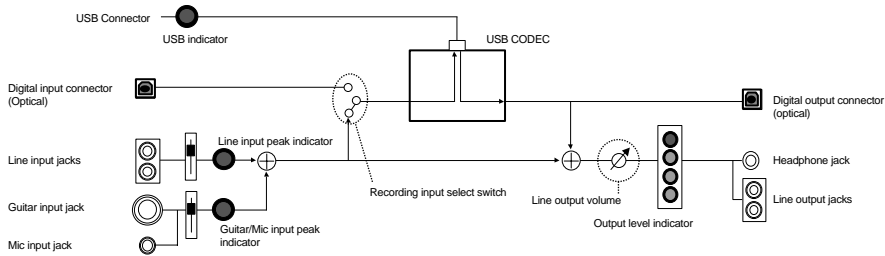 USB Connector
USB indicator
USB CODEC
Digital input connector
(Optical)
Digital output connector
(optical)
Line input peak indicator
Line input jacks
Headphone jack
Recording input select switch
Line output volume
Line output jacks
Guitar input jack
Output level indicator
Guitar/Mic input peak
indicator
Mic input jack